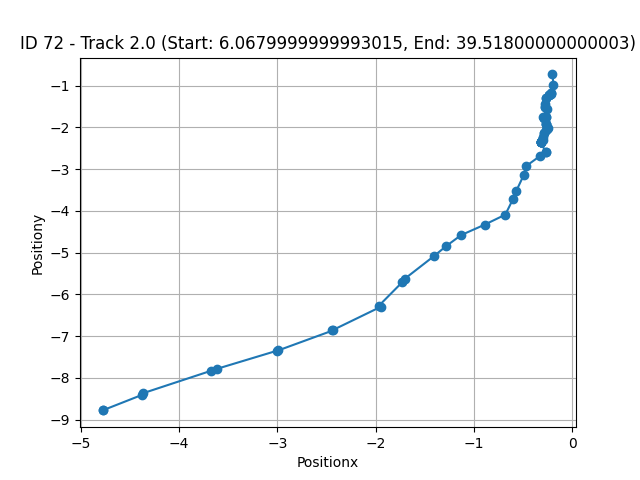 ID 72 - Track 2.0 (Start: 6.0679999999993015, End: 39.51800000000003)
−1
−2
−3
−4
−5
−6
−7
−8
−9
Positiony
−5 −4 −3 −2 −1 0
Positionx